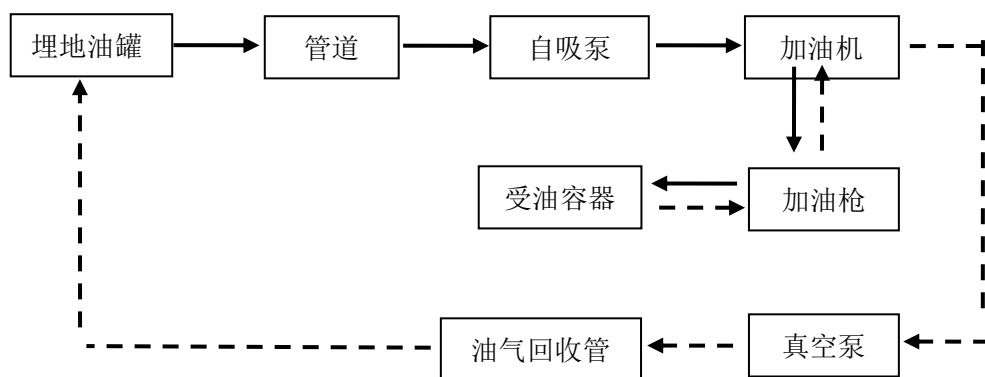 埋地油罐
管道
自吸泵
加油机
受油容器
加油枪
油气回收管
真空泵